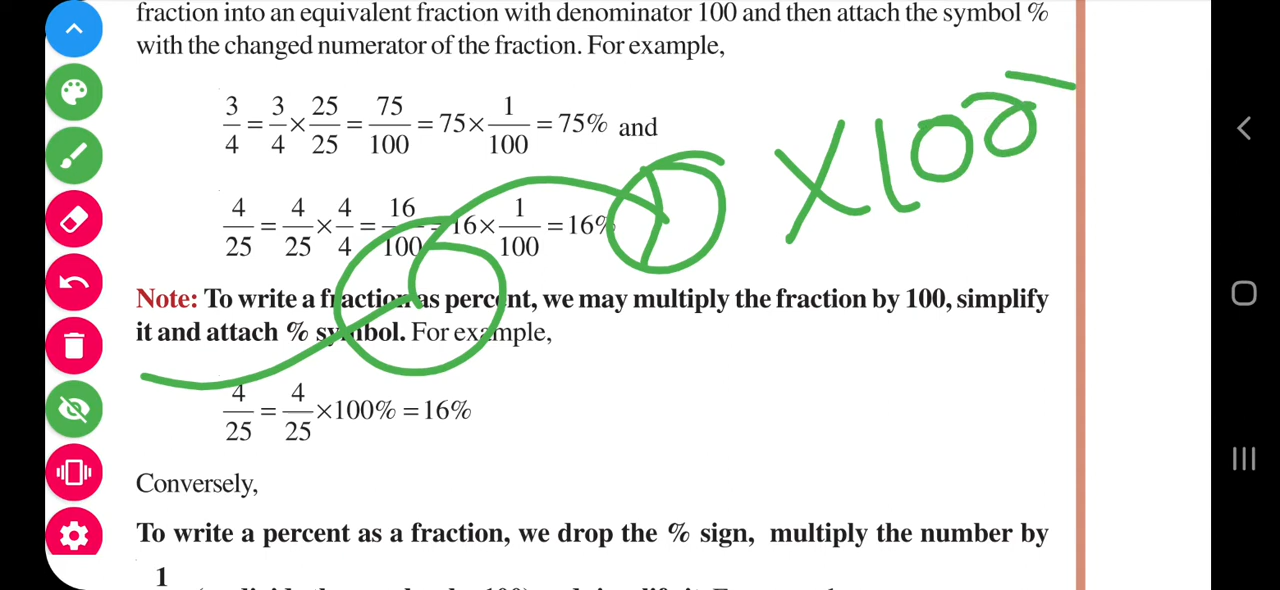 fraction into an equivalent fraction with denominator 100 and then attach the symbol %
with the changed numerator of the fraction. For example,
3/4 = 3/4 × 25/25 = 75/100 = 75 × 1/100 = 75% and
4/25 = 4/25 × 4/4 = 16/100 = 16 × 1/100 = 16%
×100
Note: To write a fraction as percent, we may multiply the fraction by 100, simplify
it and attach % symbol. For example,
4/25 = 4/25 ×100% = 16%
Conversely,
To write a percent as a fraction, we drop the % sign, multiply the number by
1